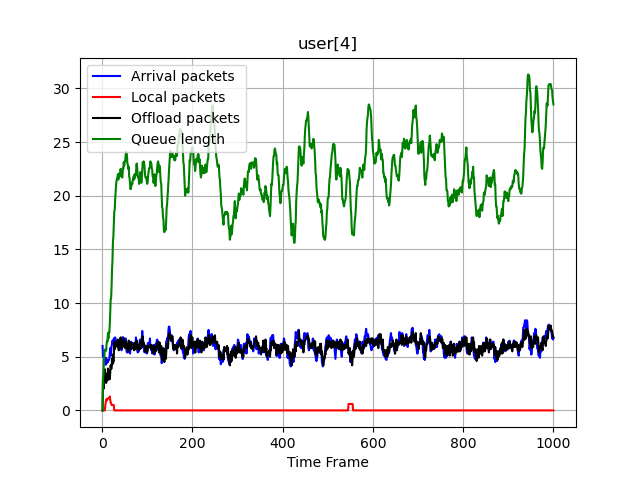 user[4]
Arrival packets
Local packets
Offload packets
Queue length
30
25
20
15
10
5
0
0 200 400 600 800 1000
Time Frame